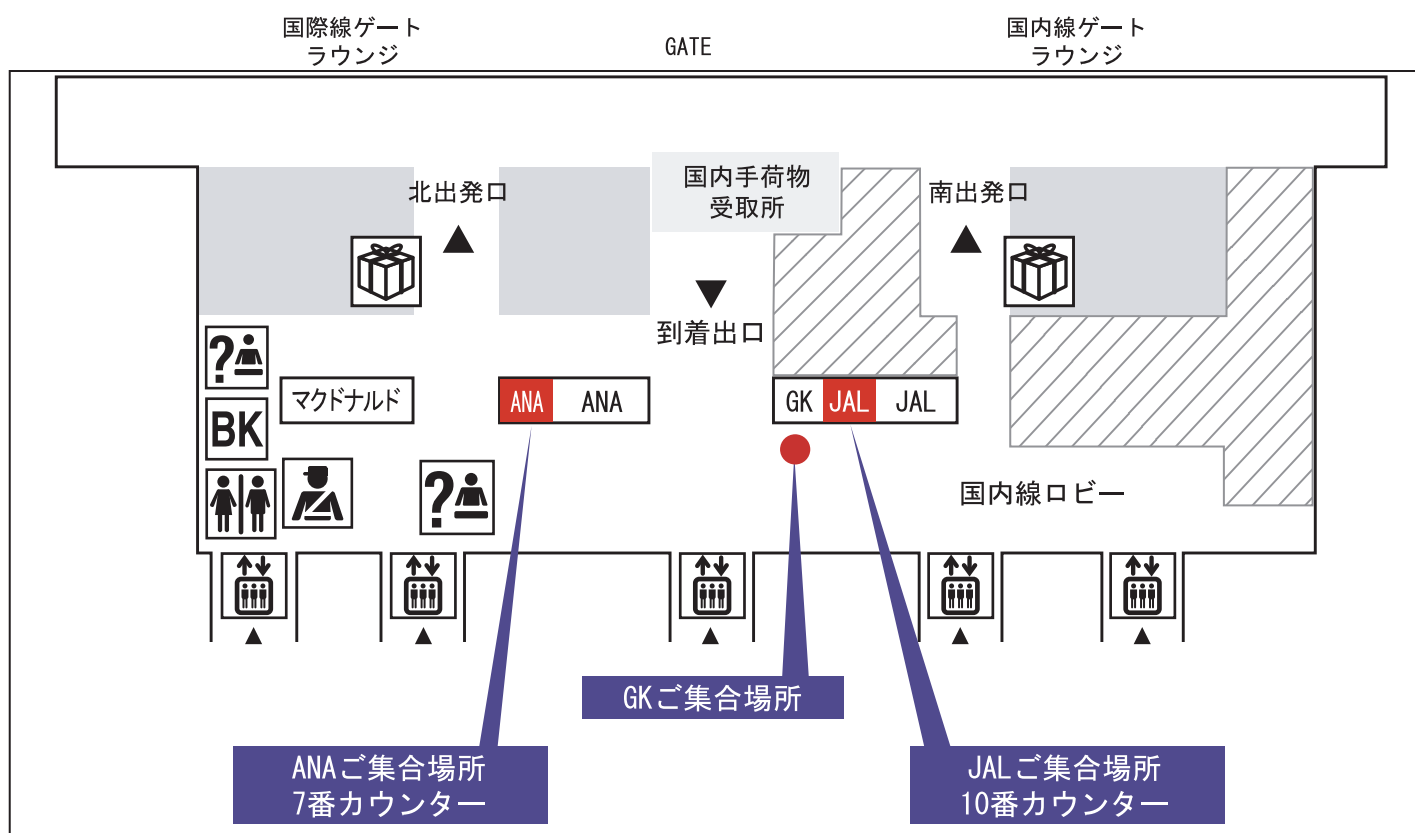 国際線ゲート
ラウンジ
GATE
国内線ゲート
ラウンジ
北出発口
国内手荷物
受取所
南出発口
到着出口
?
マクドナルド
ANA
ANA
GK
JAL
JAL
BK
?
国内線ロビー
GKご集合場所
ANAご集合場所
7番カウンター
JALご集合場所
10番カウンター